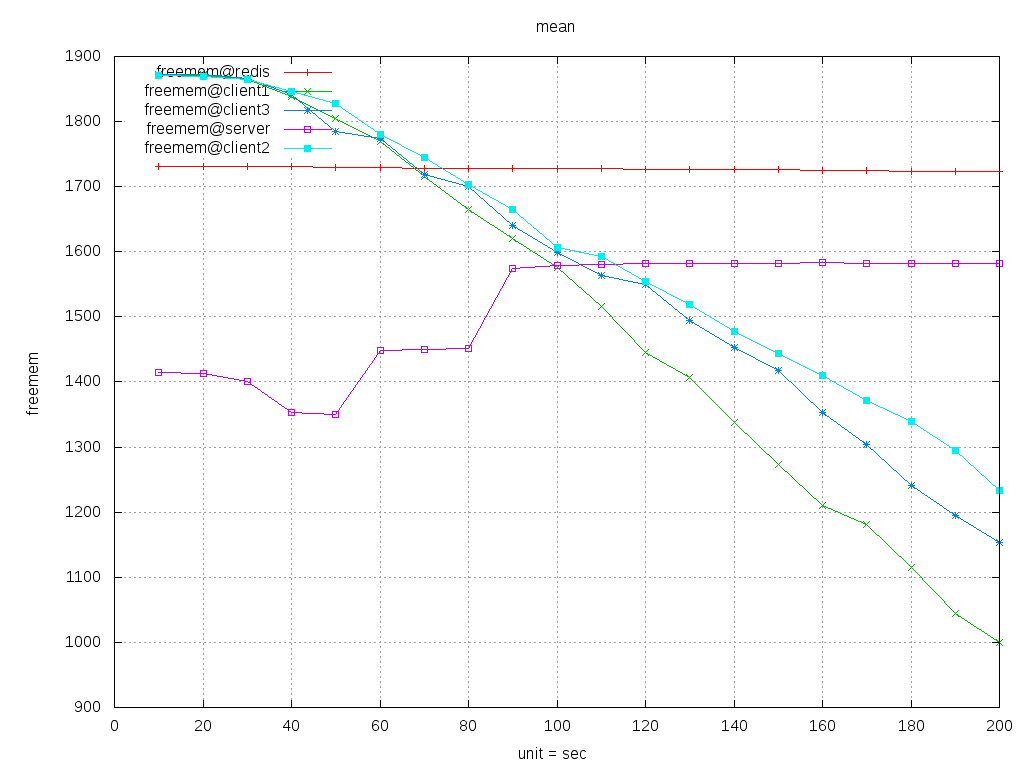 mean
1900
1800
1700
1600
1500
1400
1300
1200
1100
1000
900
freemem
freemem@redis
freemem@client1
freemem@client3
freemem@server
freemem@client2
0 20 40 60 80 100 120 140 160 180 200
unit = sec